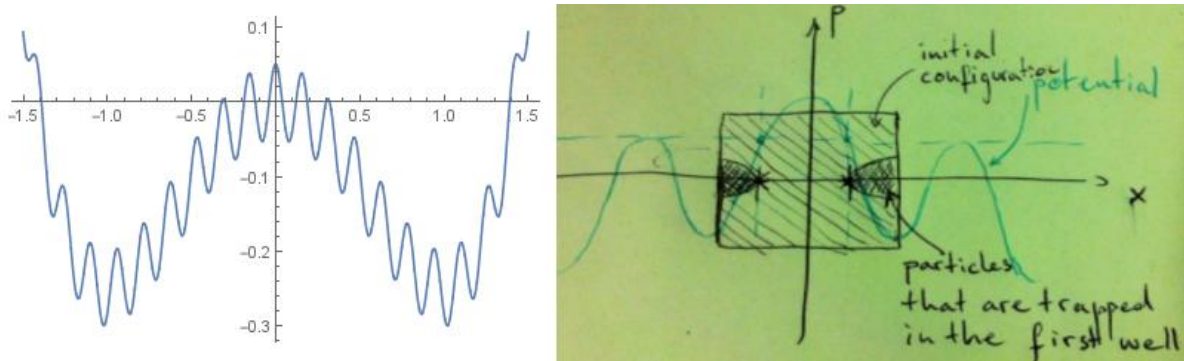 0.1
-1.5 -1.0 -0.5 0.5 1.0 1.5
-0.1
-0.2
-0.3
P
initial
configuration
potential
x
particles
that are trapped
in the first well